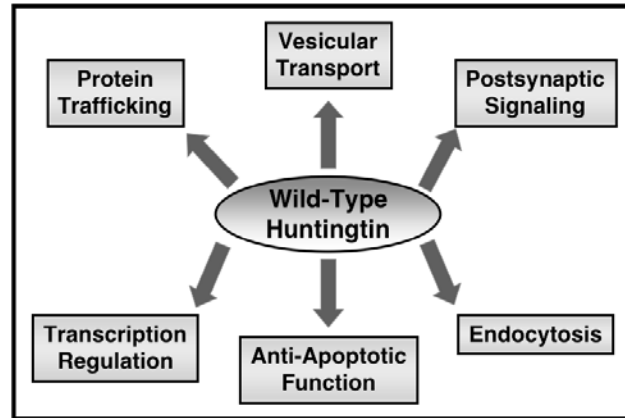 Vesicular
Transport
Protein
Trafficking
Postsynaptic
Signaling
Wild-Type
Huntingtin
Transcription
Regulation
Anti-Apoptotic
Function
Endocytosis